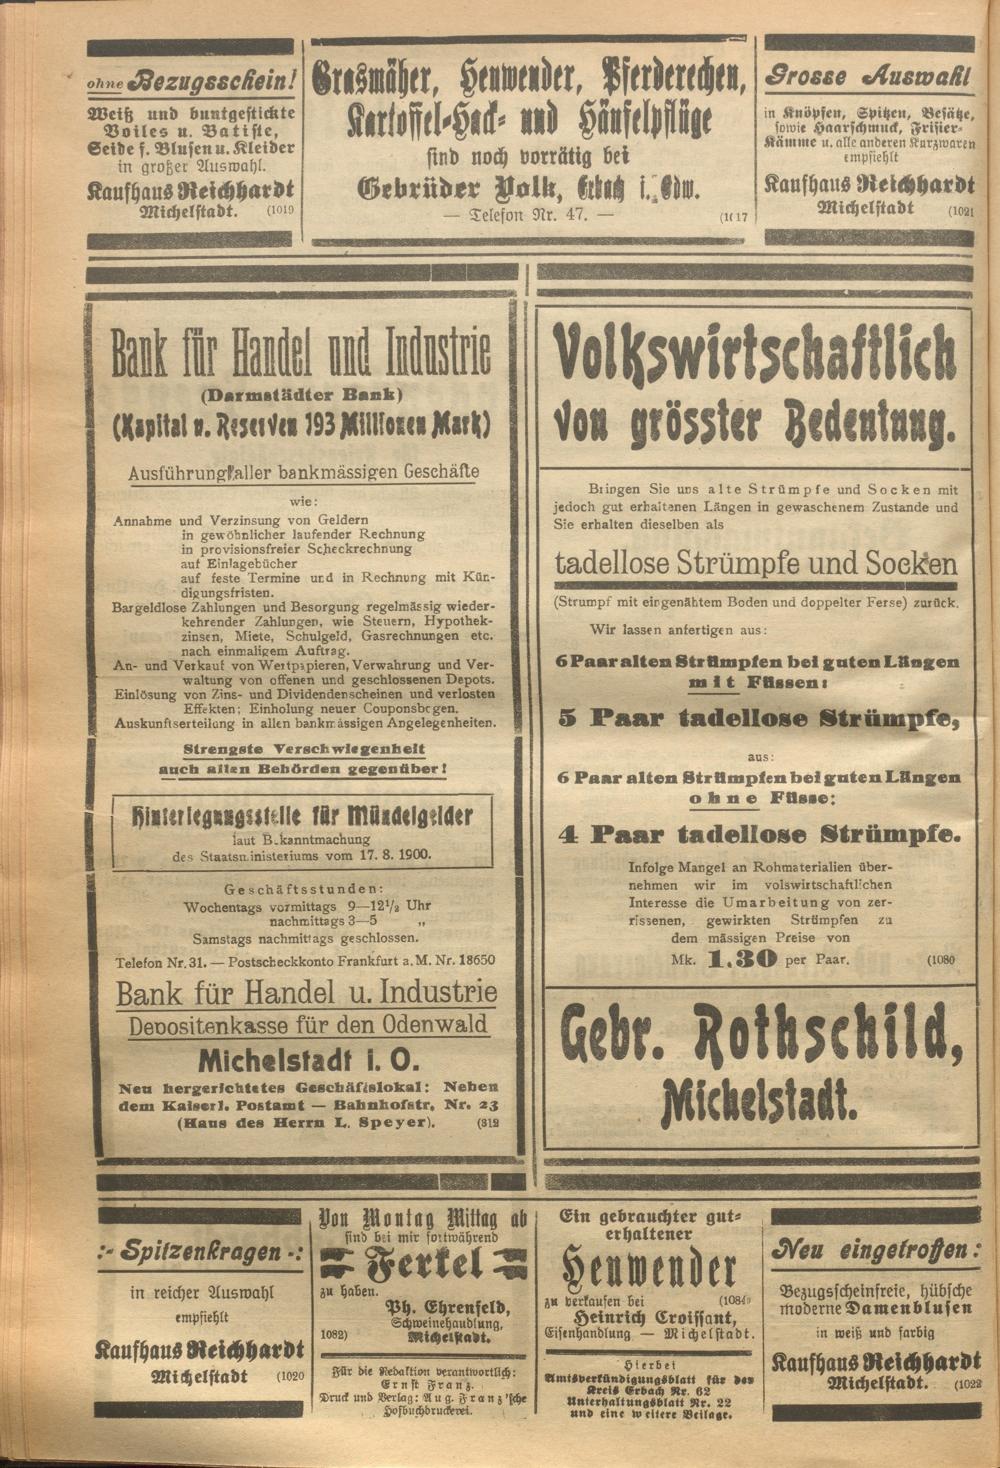 ohne Bezugsschein!
Weiß und buntgestickte
Voiles u. Batiste,
Seide f. Blusen u. Kleider
in großer Auswahl.
Kaufhaus Reichhardt
Michelstadt. (1019
Grasmäher, Heuwender, Pferderechen,
Kartoffel-Hack- und Häufelpflüge
sind noch vorrätig bei
Gebrüder Volk, Erbach i. Odw.
— Telefon Nr. 47. — (1017
Grosse Auswahl
in Knöpfen, Spitzen, Besätze,
sowie Haarschmuck, Frisier-
Kämme u. alle anderen Kurzwaren
empfiehlt
Kaufhaus Reichhardt
Michelstadt (1021
Bank für Handel und Industrie
(Darmstädter Bank)
(Kapital u. Reserven 193 Millionen Mark)
Ausführung aller bankmässigen Geschäfte
wie:
Annahme und Verzinsung von Geldern
in gewöhnlicher laufender Rechnung
in provisionsfreier Scheckrechnung
auf Einlagebücher
auf feste Termine und in Rechnung mit Kün-
digungsfristen.
Bargeldlose Zahlungen und Besorgung regelmässig wieder-
kehrender Zahlungen, wie Steuern, Hypothek-
zinsen, Miete, Schulgeld, Gasrechnungen etc.
nach einmaligem Auftrag.
An- und Verkauf von Wertpapieren, Verwahrung und Ver-
waltung von offenen und geschlossenen Depots.
Einlösung von Zins- und Dividendenscheinen und verlosten
Effekten; Einholung neuer Couponsbogen.
Auskunftserteilung in allen bankmässigen Angelegenheiten.
Strengste Verschwiegenheit
auch allen Behörden gegenüber!
Hinterlegungsstelle für Mündelgelder
laut Bekanntmachung
des Staatsministeriums vom 17. 8. 1900.
Geschäftsstunden:
Wochentags vormittags 9—12½ Uhr
nachmittags 3—5 „
Samstags nachmittags geschlossen.
Telefon Nr. 31. — Postscheckkonto Frankfurt a. M. Nr. 18650
Bank für Handel u. Industrie
Depositenkasse für den Odenwald
Michelstadt i. O.
Neu hergerichtetes Geschäftslokal: Neben
dem Kaiserl. Postamt — Bahnhofstr. Nr. 23
(Haus des Herrn L. Speyer). (312
Volkswirtschaftlich
von grösster Bedeutung.
Bringen Sie uns alte Strümpfe und Socken mit
jedoch gut erhaltenen Längen in gewaschenem Zustande und
Sie erhalten dieselben als
tadellose Strümpfe und Socken
(Strumpf mit eingenähtem Boden und doppelter Ferse) zurück.
Wir lassen anfertigen aus:
6 Paar alten Strümpfen bei guten Längen
mit Füssen:
5 Paar tadellose Strümpfe,
aus:
6 Paar alten Strümpfen bei guten Längen
ohne Füsse:
4 Paar tadellose Strümpfe.
Infolge Mangel an Rohmaterialien über-
nehmen wir im volswirtschaftlichen
Interesse die Umarbeitung von zer-
rissenen, gewirkten Strümpfen zu
dem mässigen Preise von
Mk. 1.30 per Paar. (1080
Gebr. Rothschild,
Michelstadt.
:- Spitzenkragen -:
in reicher Auswahl
empfiehlt
Kaufhaus Reichhardt
Michelstadt (1020
Von Montag Mittag ab
sind bei mir fortwährend
Ferkel
zu haben.
Ph. Ehrenfeld,
Schweinehandlung,
1082) Michelstadt.
Für die Redaktion verantwortlich:
Ernst Franz.
Druck und Verlag: Aug. Franz'sche
Hofbuchdruckerei.
Ein gebrauchter gut-
erhaltener
Heuwender
zu verkaufen bei (1084
Heinrich Croissant,
Eisenhandlung — Michelstadt.
Hierbei
Amtsverkündigungsblatt für den
Kreis Erbach Nr. 62
Unterhaltungsblatt Nr. 22
und eine weitere Beilage.
Neu eingetroffen:
Bezugsscheinfreie, hübsche
moderne Damenblusen
in weiß und farbig
Kaufhaus Reichhardt
Michelstadt. (1022